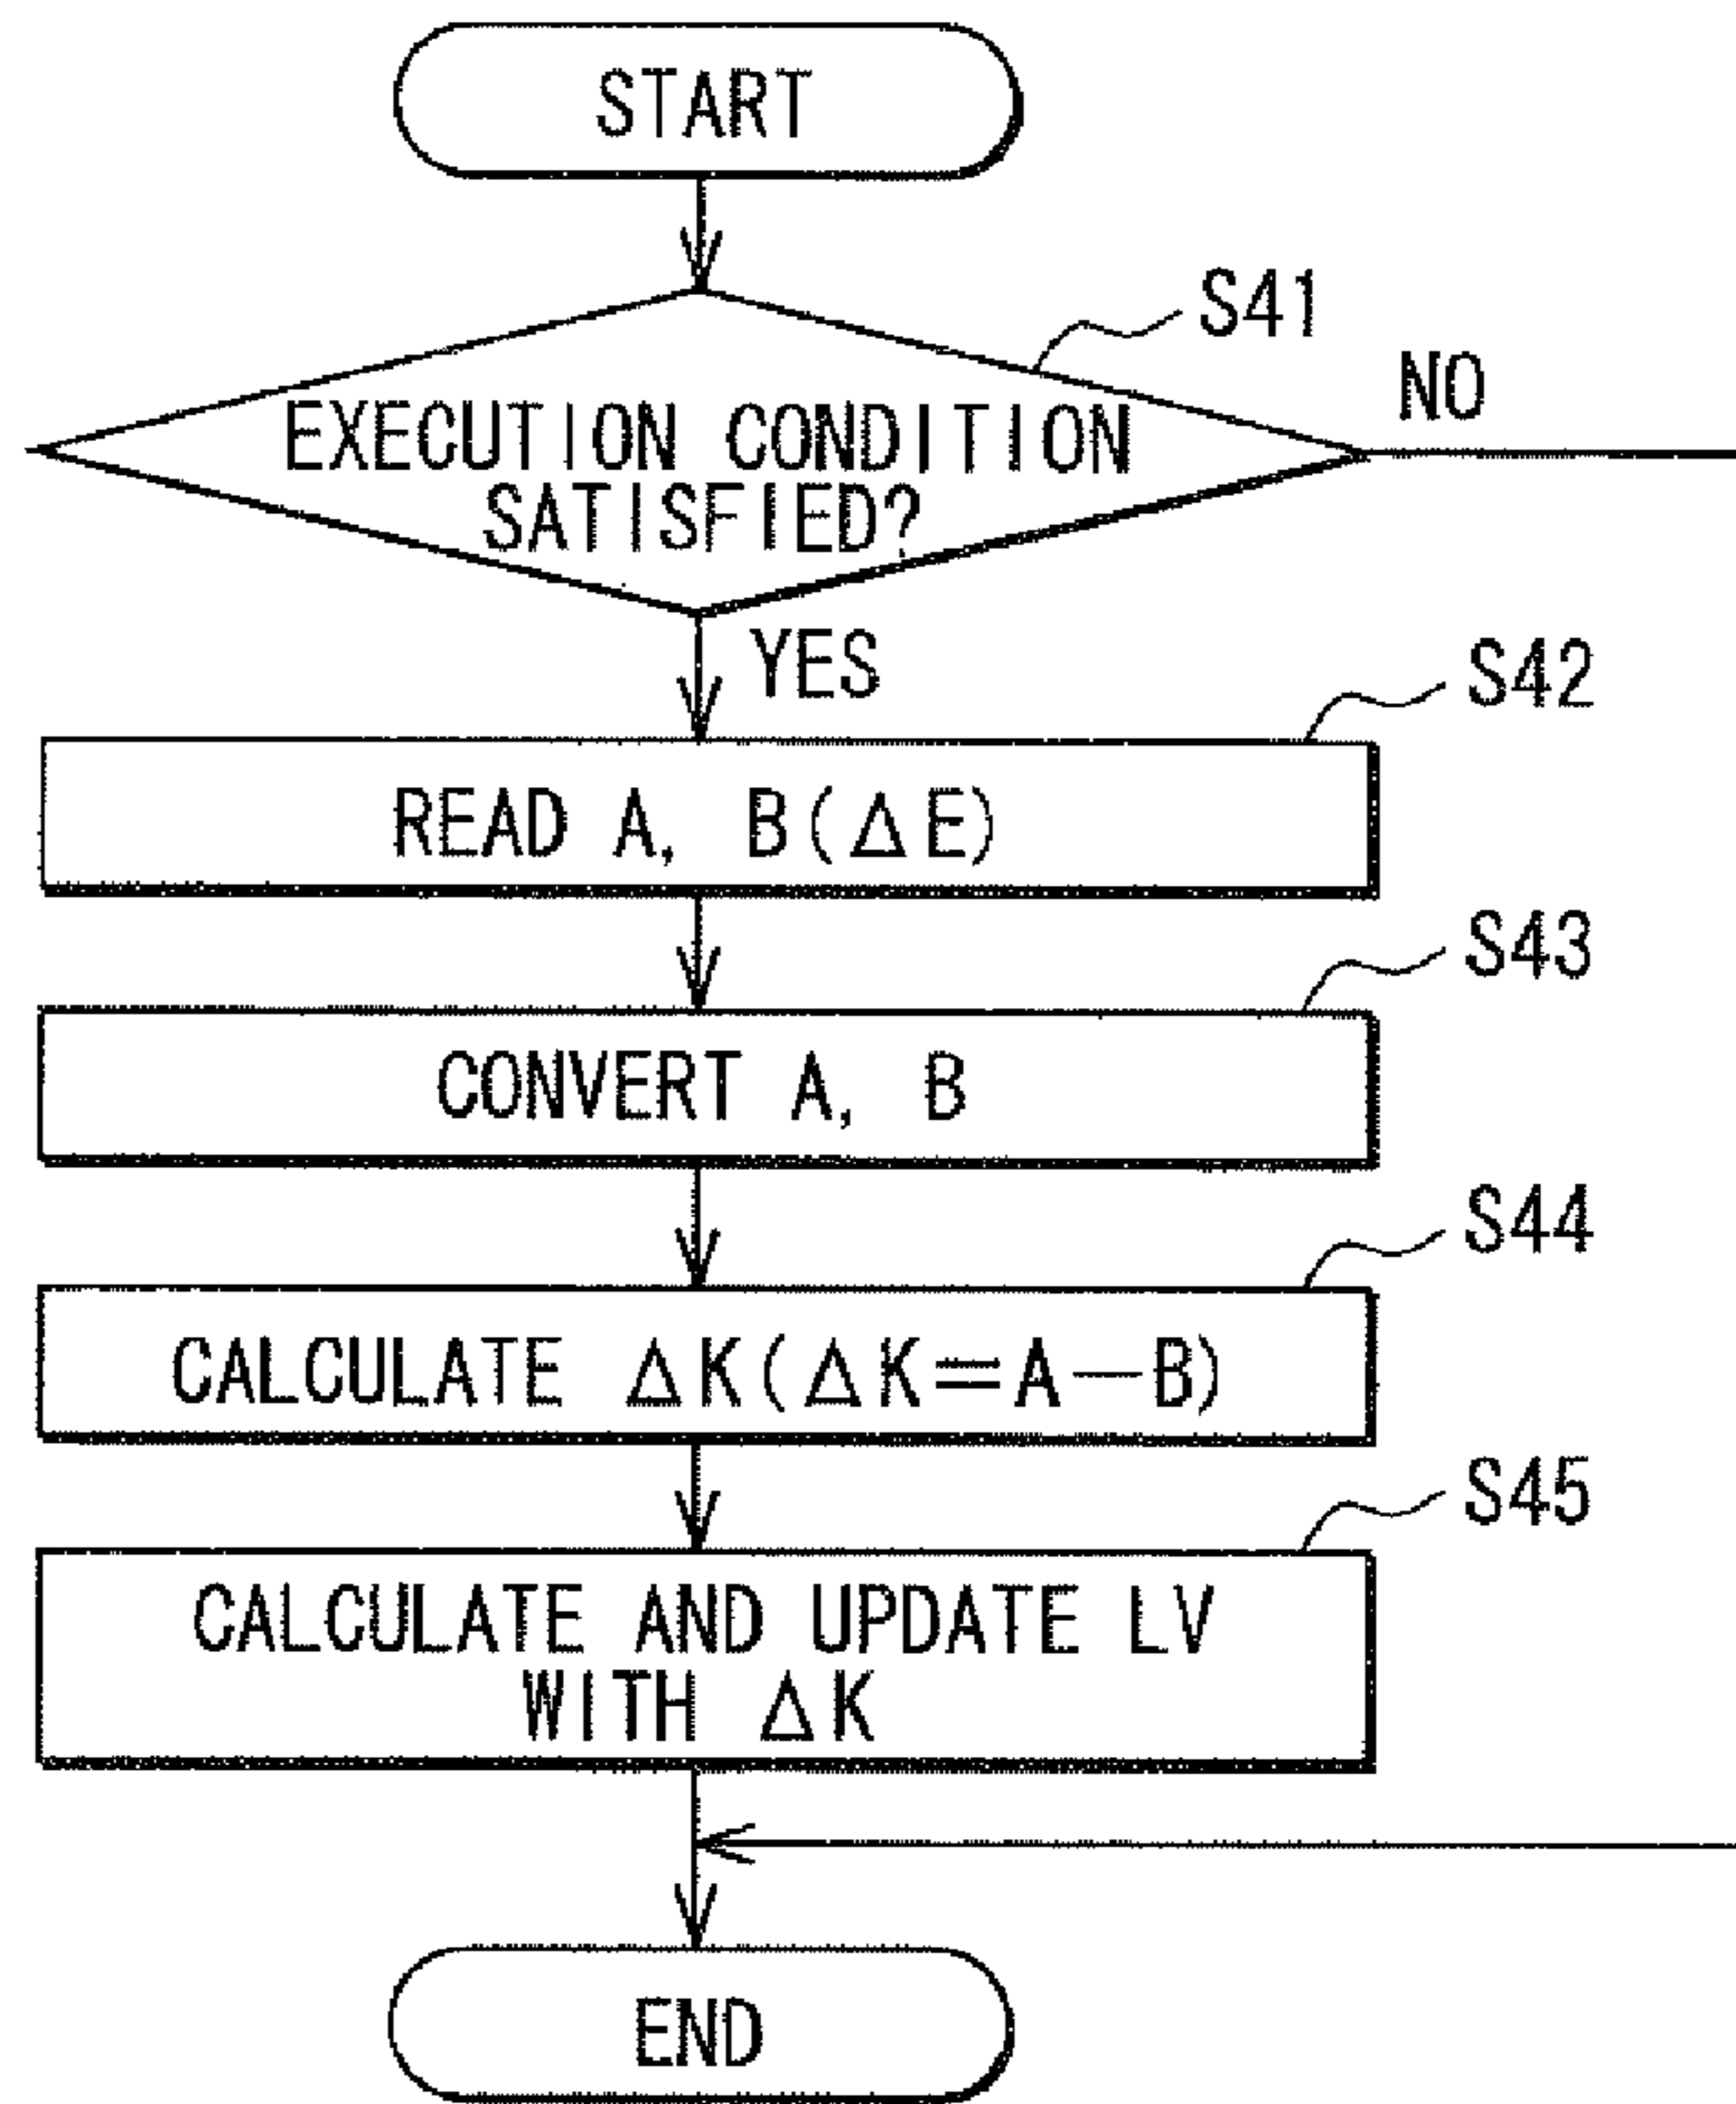 START
S41
NO
EXECUTION CONDITION
SATISFIED?
YES
S42
READ A, B(ΔE)
S43
CONVERT A, B
S44
CALCULATE ΔK(ΔK=A−B)
S45
CALCULATE AND UPDATE LV
WITH ΔK
END